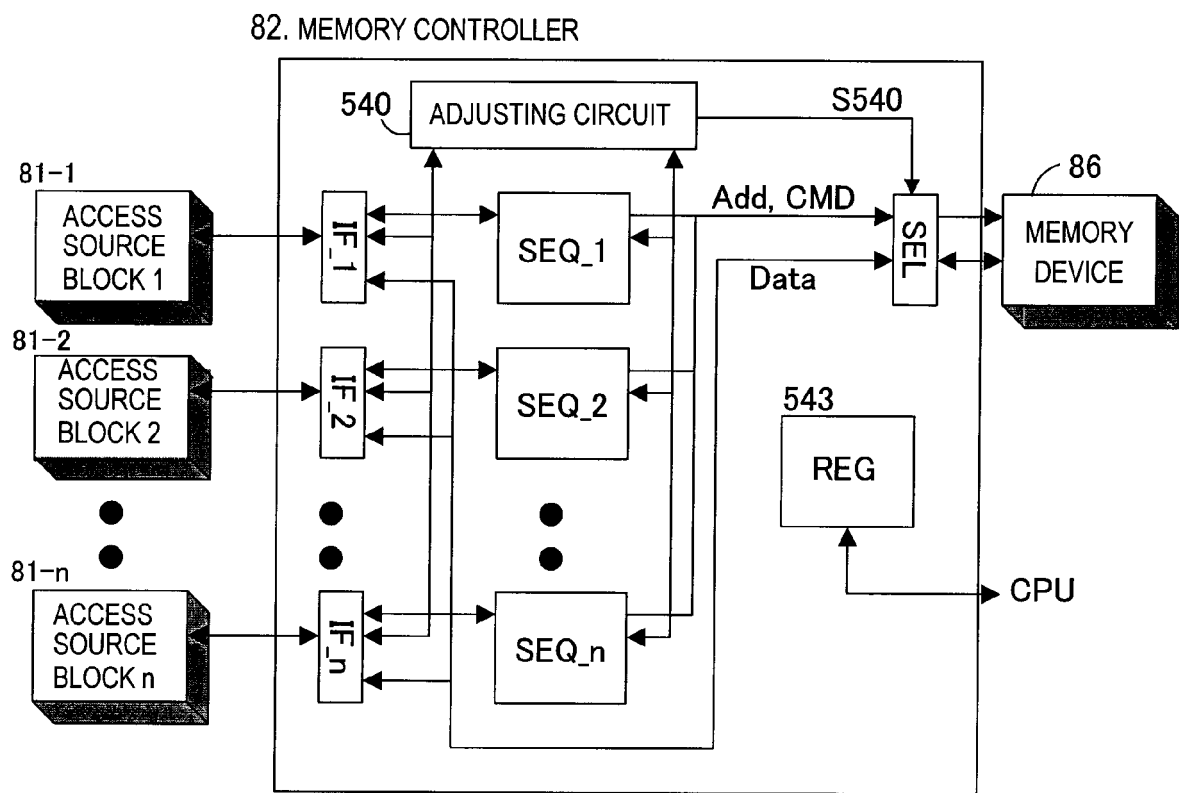 82. MEMORY CONTROLLER
540
ADJUSTING CIRCUIT
S540
81-1
ACCESS
SOURCE
BLOCK 1
IF_1
SEQ_1
Add, CMD
Data
SEL
86
MEMORY
DEVICE
81-2
ACCESS
SOURCE
BLOCK 2
IF_2
SEQ_2
543
REG
CPU
81-n
ACCESS
SOURCE
BLOCK n
IF_n
SEQ_n